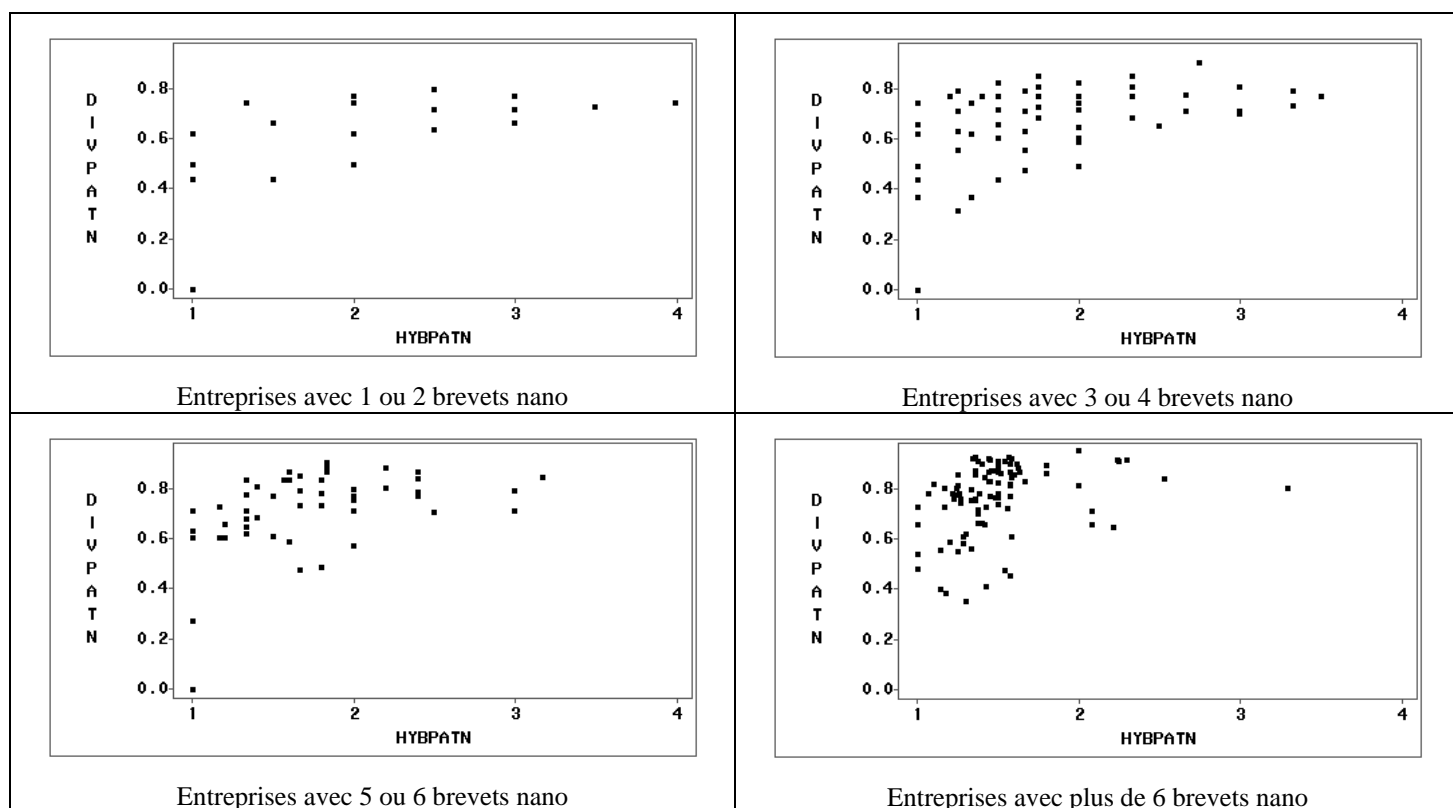 DIVPATN
0.8
0.6
0.4
0.2
0.0
1 2 3 4
HYBPATN
Entreprises avec 1 ou 2 brevets nano
DIVPATN
0.8
0.6
0.4
0.2
0.0
1 2 3 4
HYBPATN
Entreprises avec 3 ou 4 brevets nano
DIVPATN
0.8
0.6
0.4
0.2
0.0
1 2 3 4
HYBPATN
Entreprises avec 5 ou 6 brevets nano
DIVPATN
0.8
0.6
0.4
0.2
0.0
1 2 3 4
HYBPATN
Entreprises avec plus de 6 brevets nano